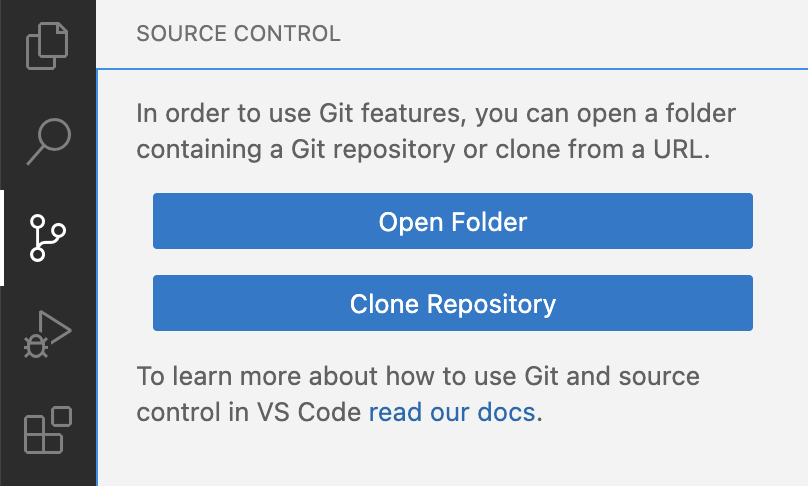 SOURCE CONTROL
In order to use Git features, you can open a folder
containing a Git repository or clone from a URL.
Open Folder
Clone Repository
To learn more about how to use Git and source
control in VS Code read our docs.